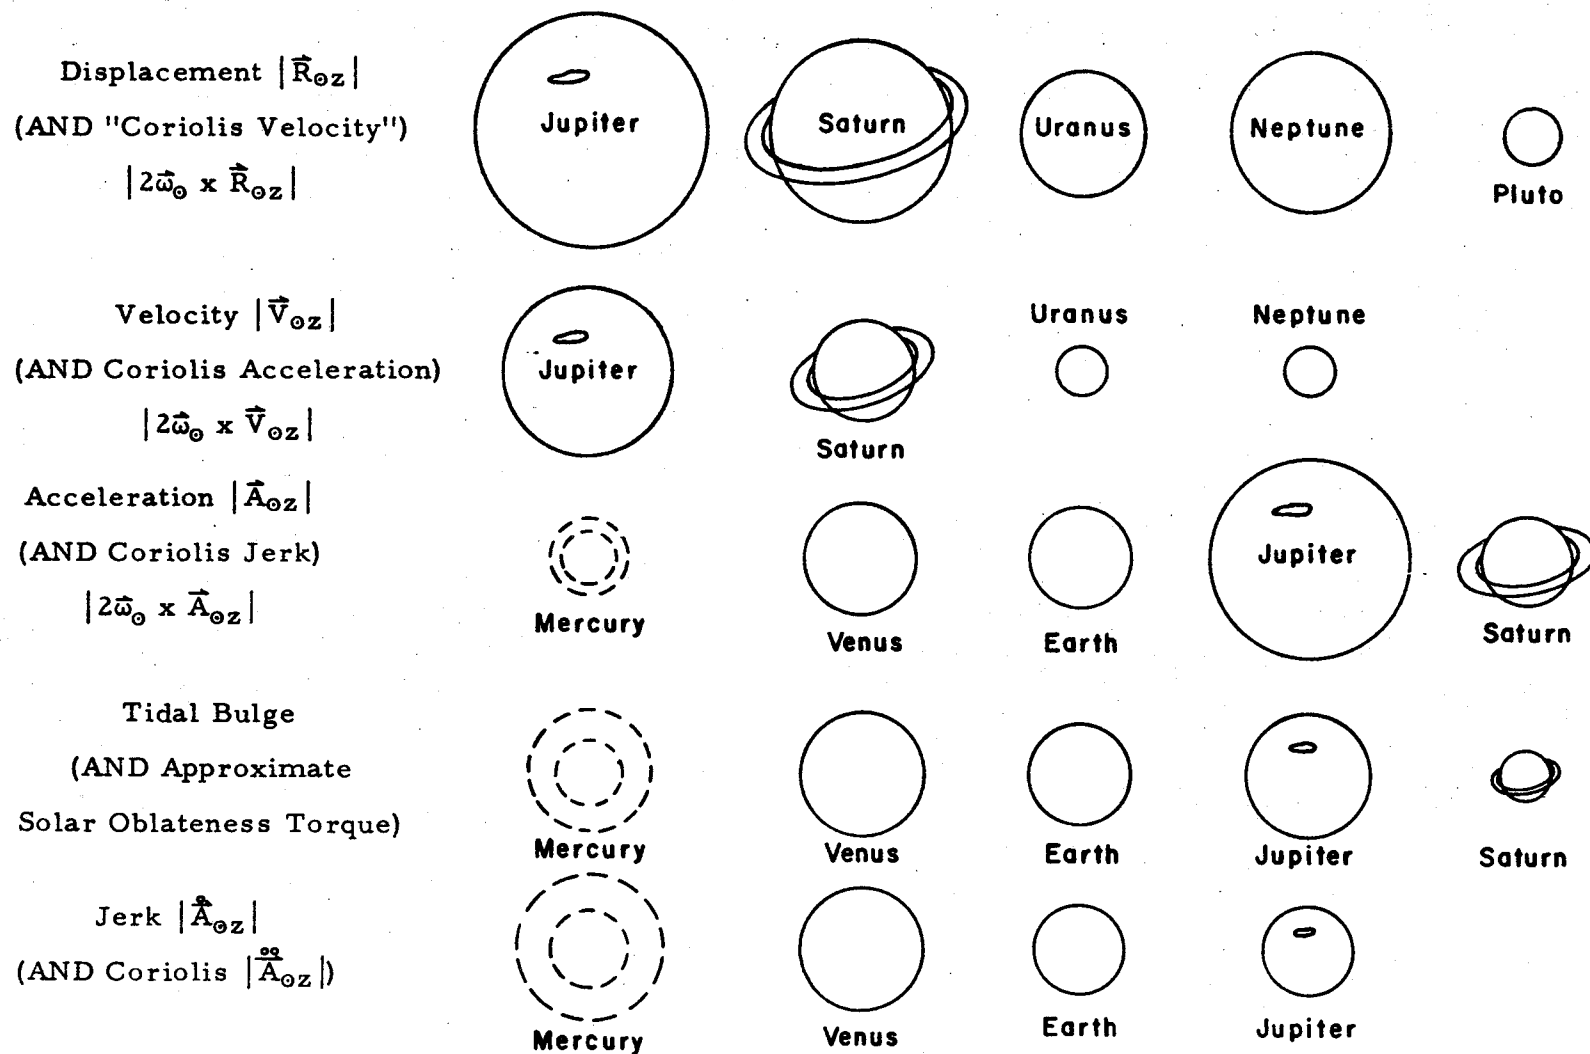 Displacement |R⃗⊙Z|
(AND "Coriolis Velocity")
|2ω⃗⊙ x R⃗⊙Z|
Jupiter
Saturn
Uranus
Neptune
Pluto
Velocity |V⃗⊙Z|
(AND Coriolis Acceleration)
|2ω⃗⊙ x V⃗⊙Z|
Jupiter
Saturn
Uranus
Neptune
Acceleration |A⃗⊙Z|
(AND Coriolis Jerk)
|2ω⃗⊙ x A⃗⊙Z|
Mercury
Venus
Earth
Jupiter
Saturn
Tidal Bulge
(AND Approximate
Solar Oblateness Torque)
Mercury
Venus
Earth
Jupiter
Saturn
Jerk |Å⃗⊙Z|
(AND Coriolis |A⃗̊̊⊙Z|)
Mercury
Venus
Earth
Jupiter